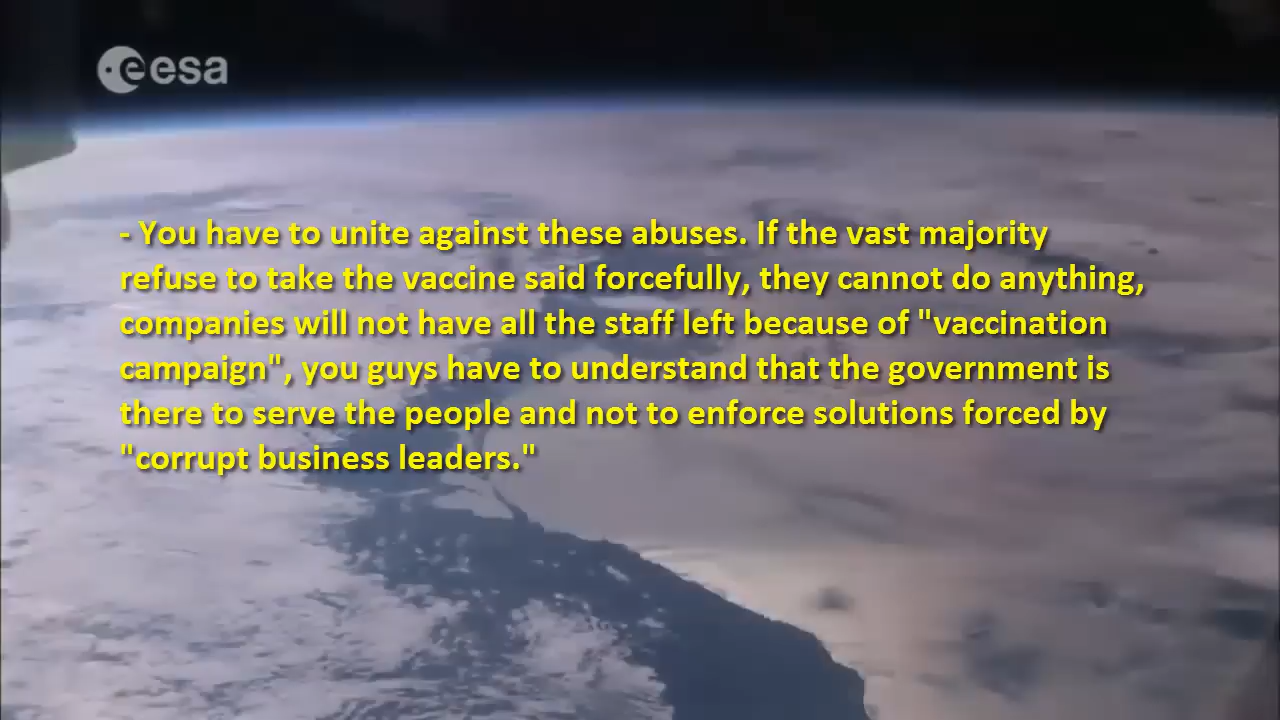 esa
- You have to unite against these abuses. If the vast majority
refuse to take the vaccine said forcefully, they cannot do anything,
companies will not have all the staff left because of "vaccination
campaign", you guys have to understand that the government is
there to serve the people and not to enforce solutions forced by
"corrupt business leaders."